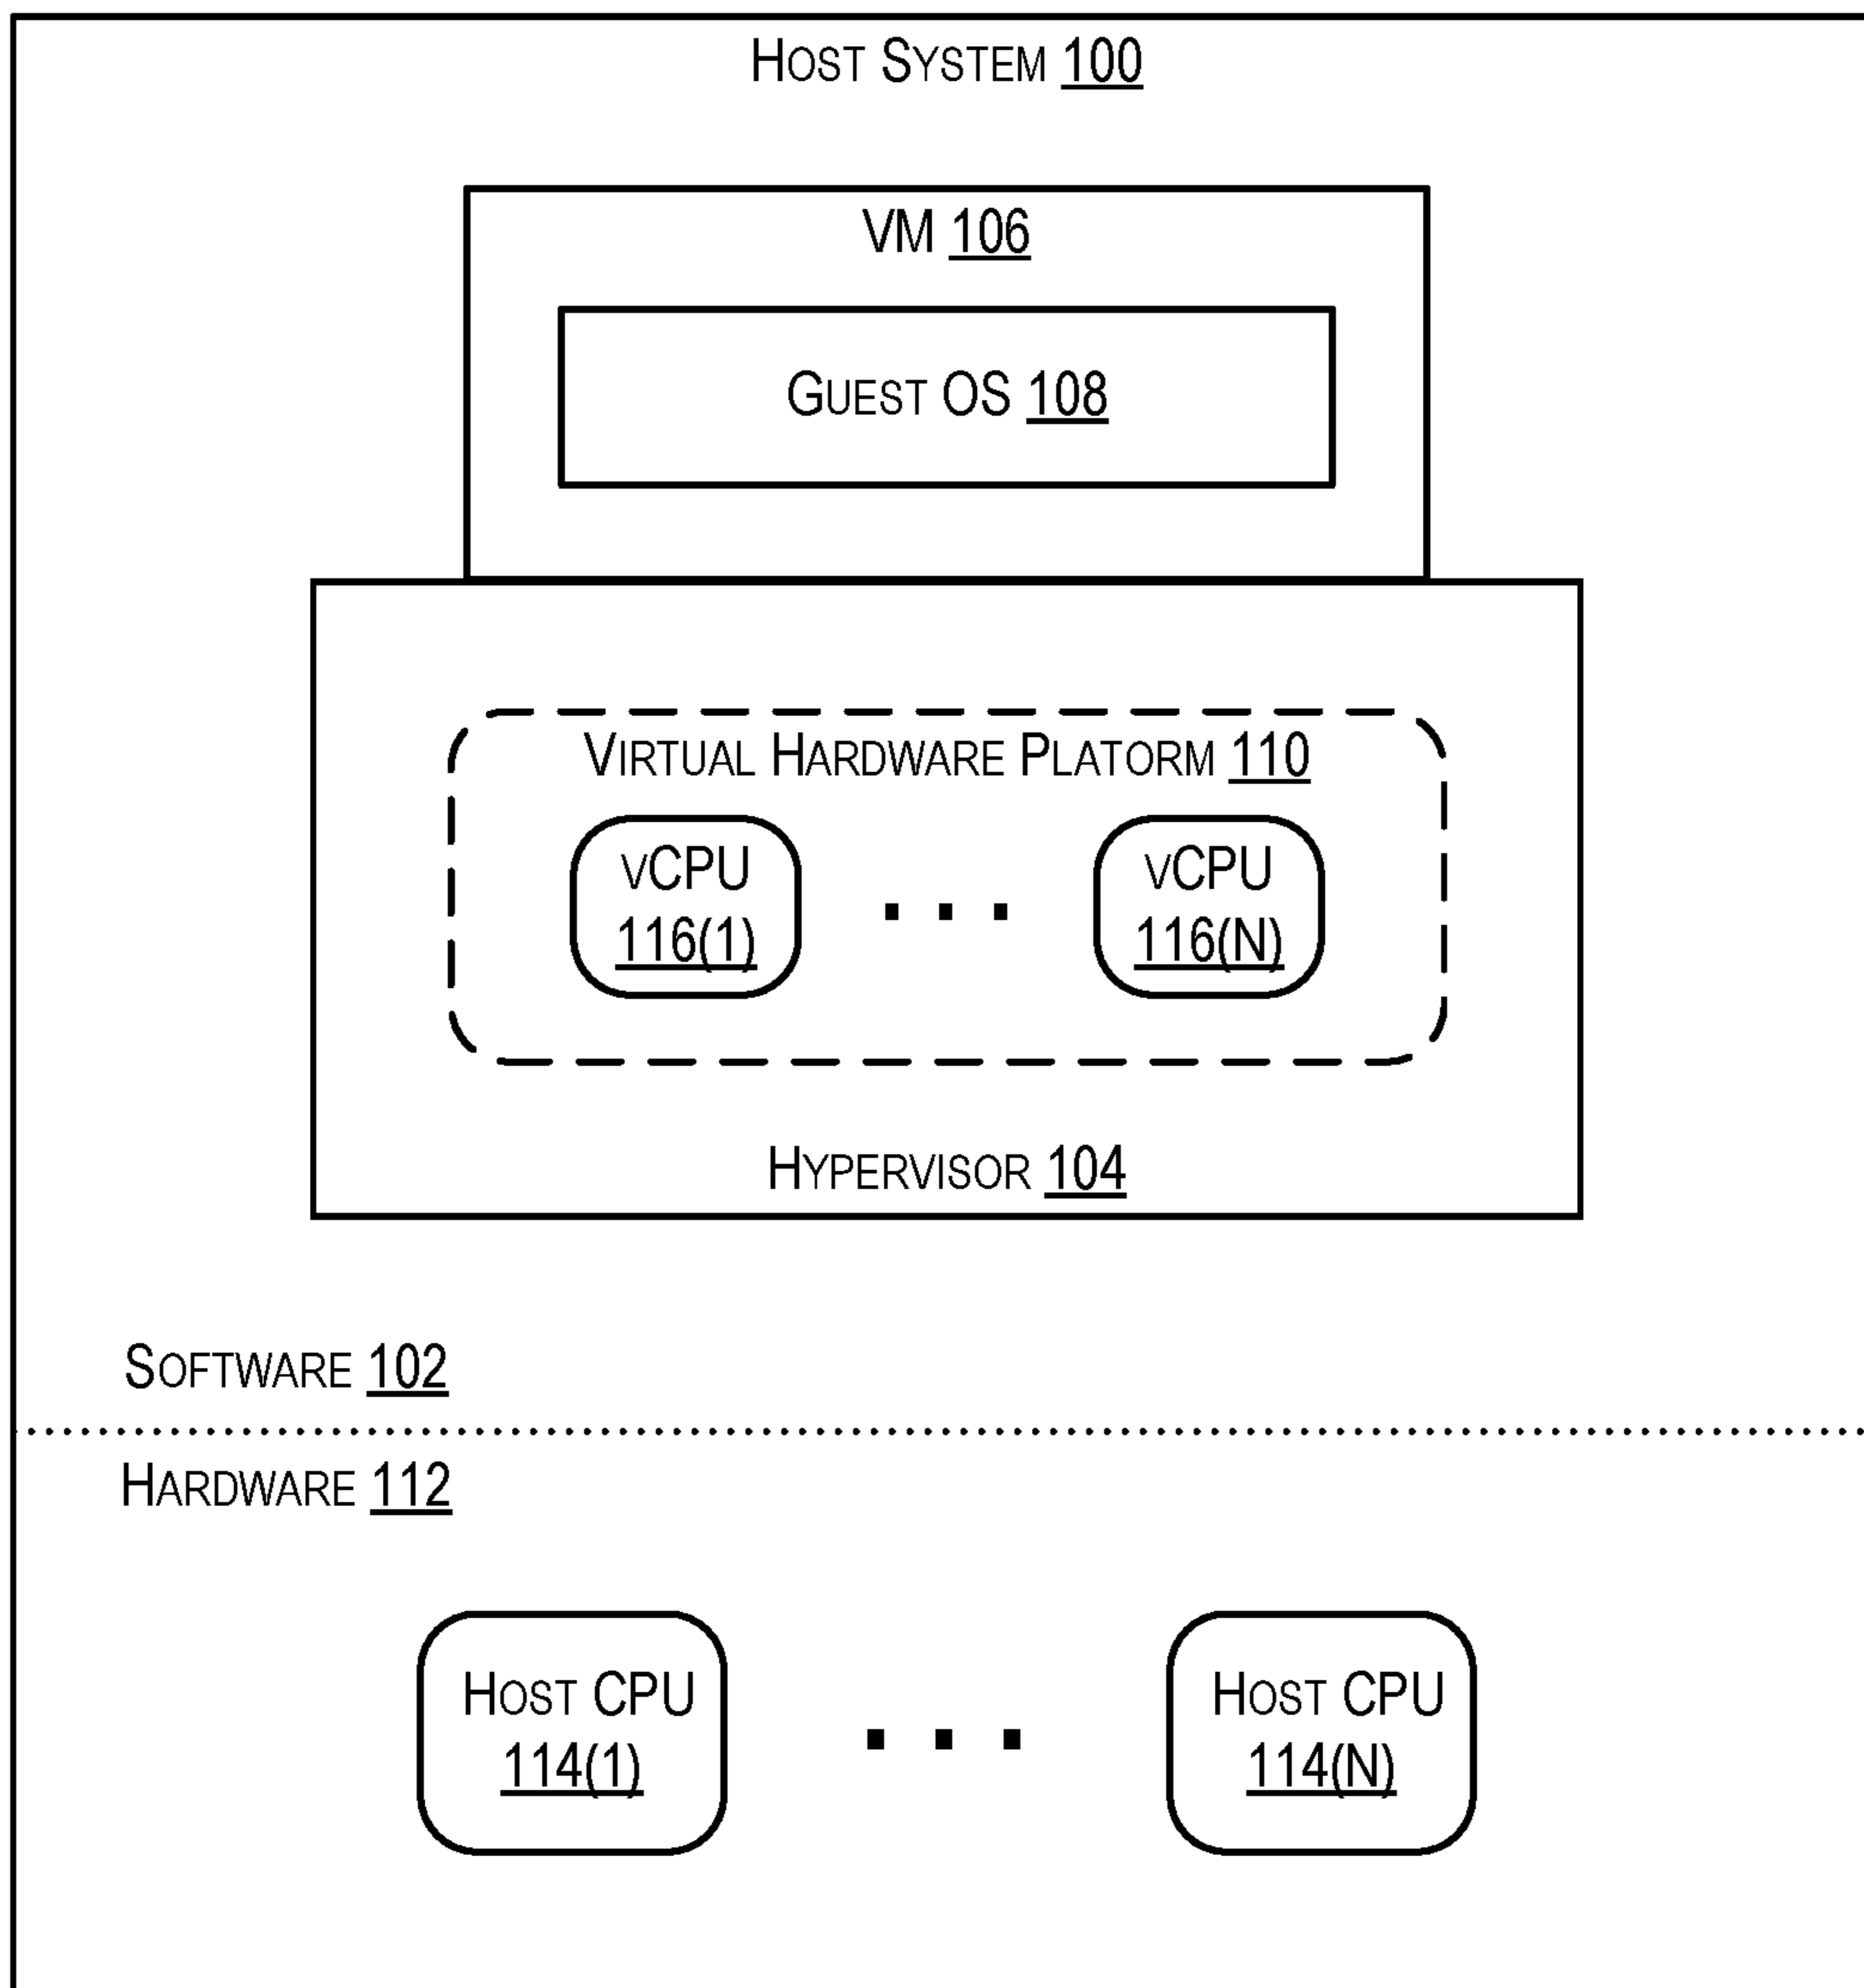 HOST SYSTEM 100
VM 106
GUEST OS 108
VIRTUAL HARDWARE PLATORM 110
vCPU
116(1)
vCPU
116(N)
HYPERVISOR 104
SOFTWARE 102
HARDWARE 112
HOST CPU
114(1)
HOST CPU
114(N)